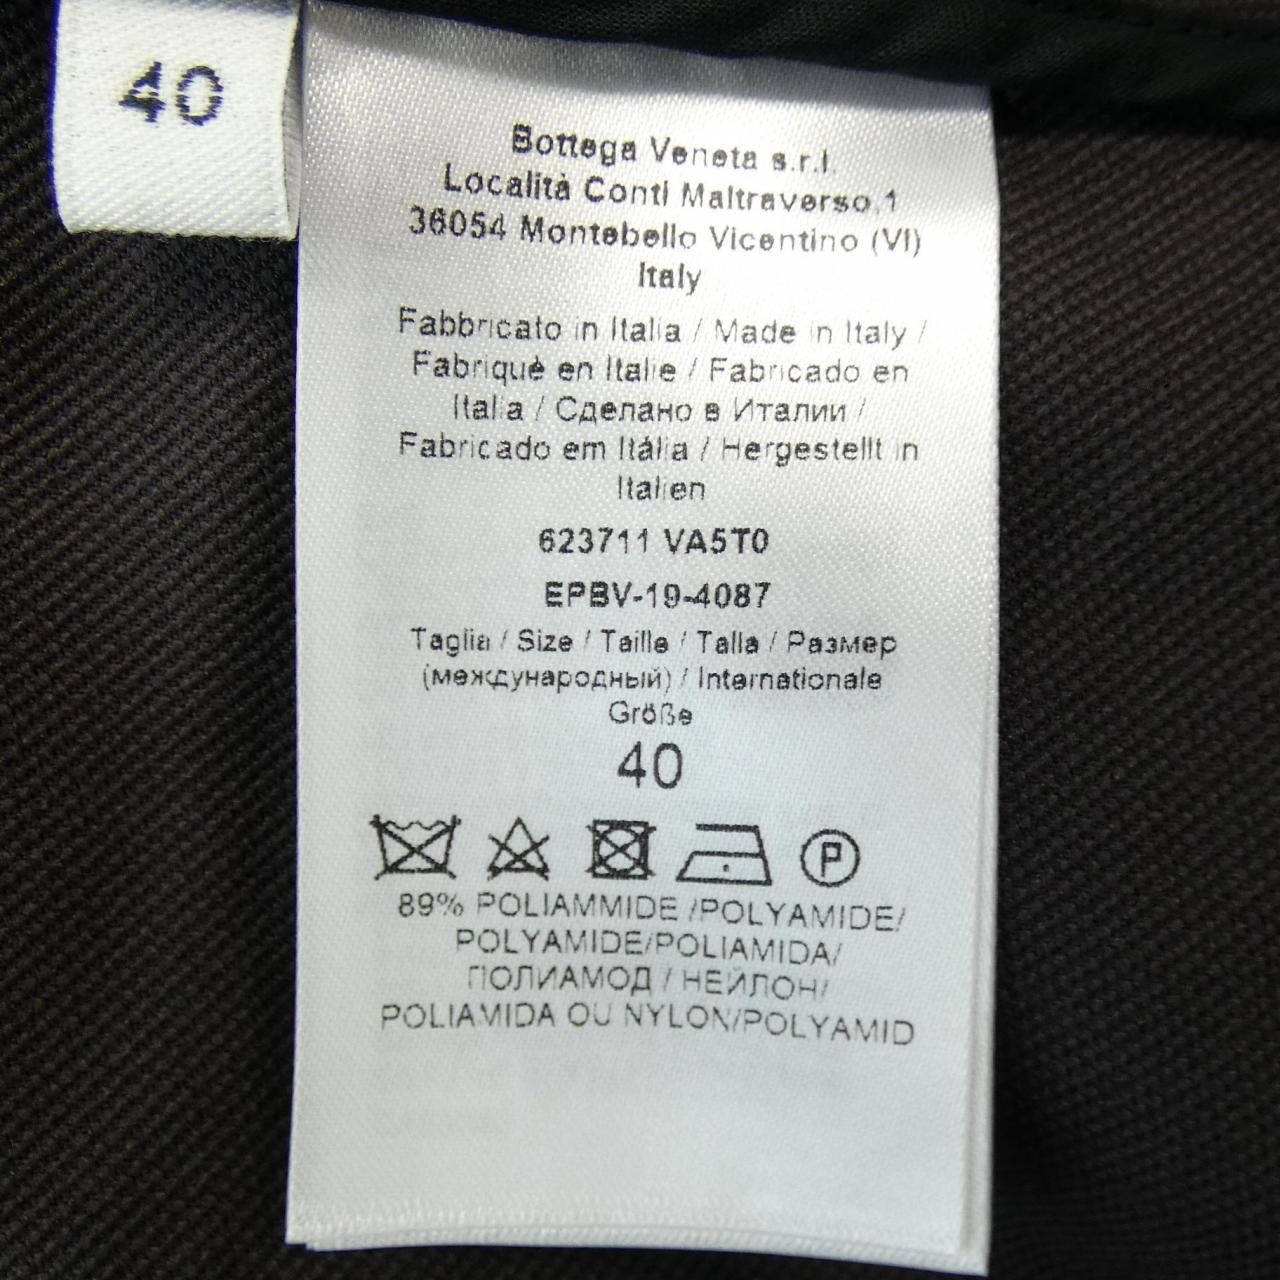 40
Bottega Veneta s.r.l.
Località Conti Maltraverso,1
36054 Montebello Vicentino (VI)
Italy
Fabbricato in Italia / Made in Italy /
Fabriqué en Italie / Fabricado en
Italia / Сделано в Италии /
Fabricado em Itália / Hergestellt in
Italien
623711 VA5T0
EPBV-19-4087
Taglia / Size / Taille / Talla / Размер
(международный) / Internationale
Größe
40
P
89% POLIAMMIDE /POLYAMIDE/
POLYAMIDE/POLIAMIDA/
ПОЛИАМОД / НЕЙЛОН/
POLIAMIDA OU NYLON/POLYAMID